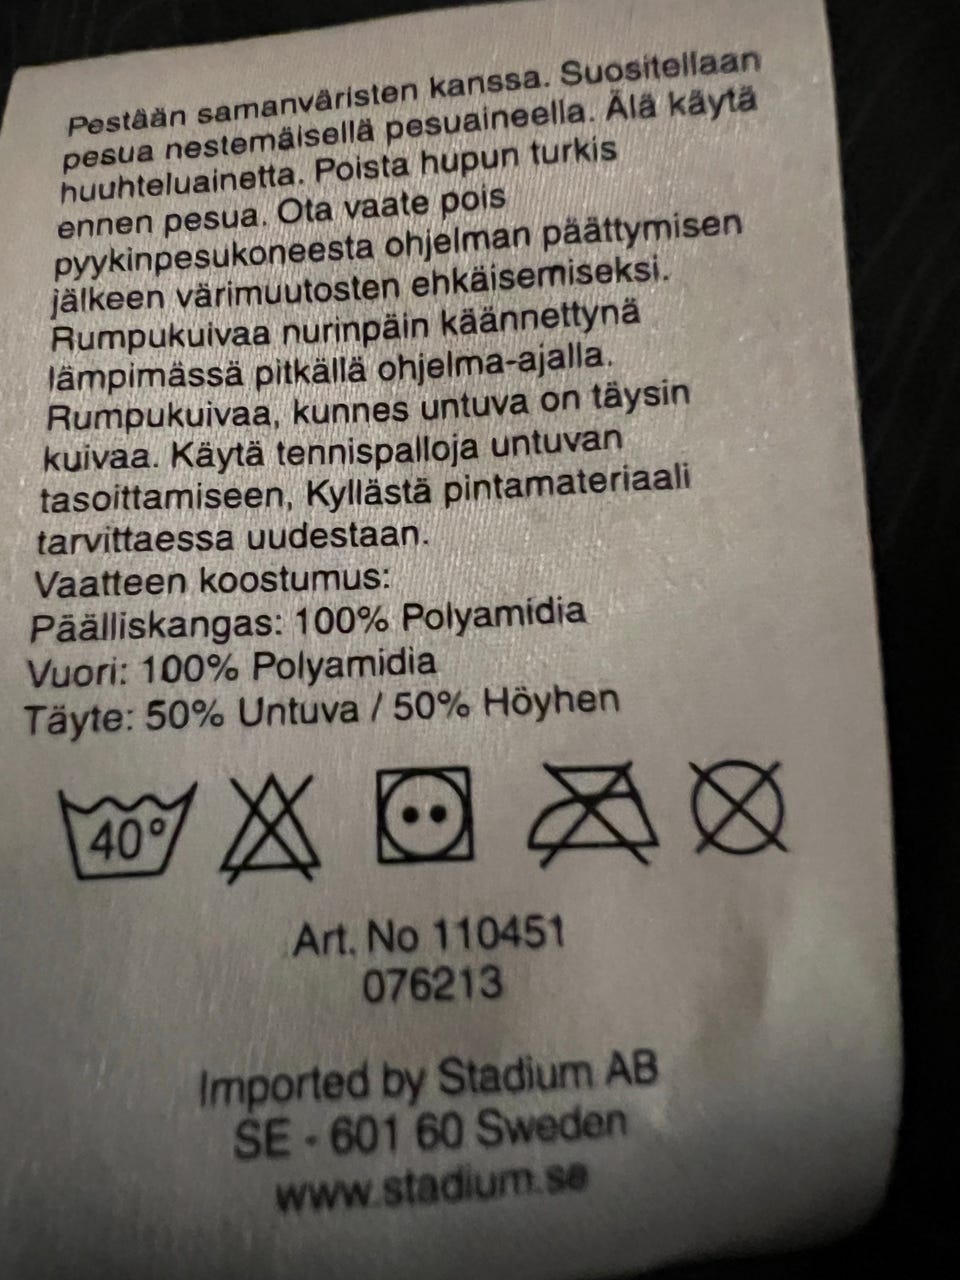 Pestään samanväristen kanssa. Suositellaan
pesua nestemäisellä pesuaineella. Älä käytä
huuhteluainetta. Poista hupun turkis
ennen pesua. Ota vaate pois
pyykinpesukoneesta ohjelman päättymisen
jälkeen värimuutosten ehkäisemiseksi.
Rumpukuivaa nurinpäin käännettynä
lämpimässä pitkällä ohjelma-ajalla.
Rumpukuivaa, kunnes untuva on täysin
kuivaa. Käytä tennispalloja untuvan
tasoittamiseen, Kyllästä pintamateriaali
tarvittaessa uudestaan.
Vaatteen koostumus:
Päälliskangas: 100% Polyamidia
Vuori: 100% Polyamidia
Täyte: 50% Untuva / 50% Höyhen
40°
Art. No 110451
076213
Imported by Stadium AB
SE - 601 60 Sweden
www.stadium.se